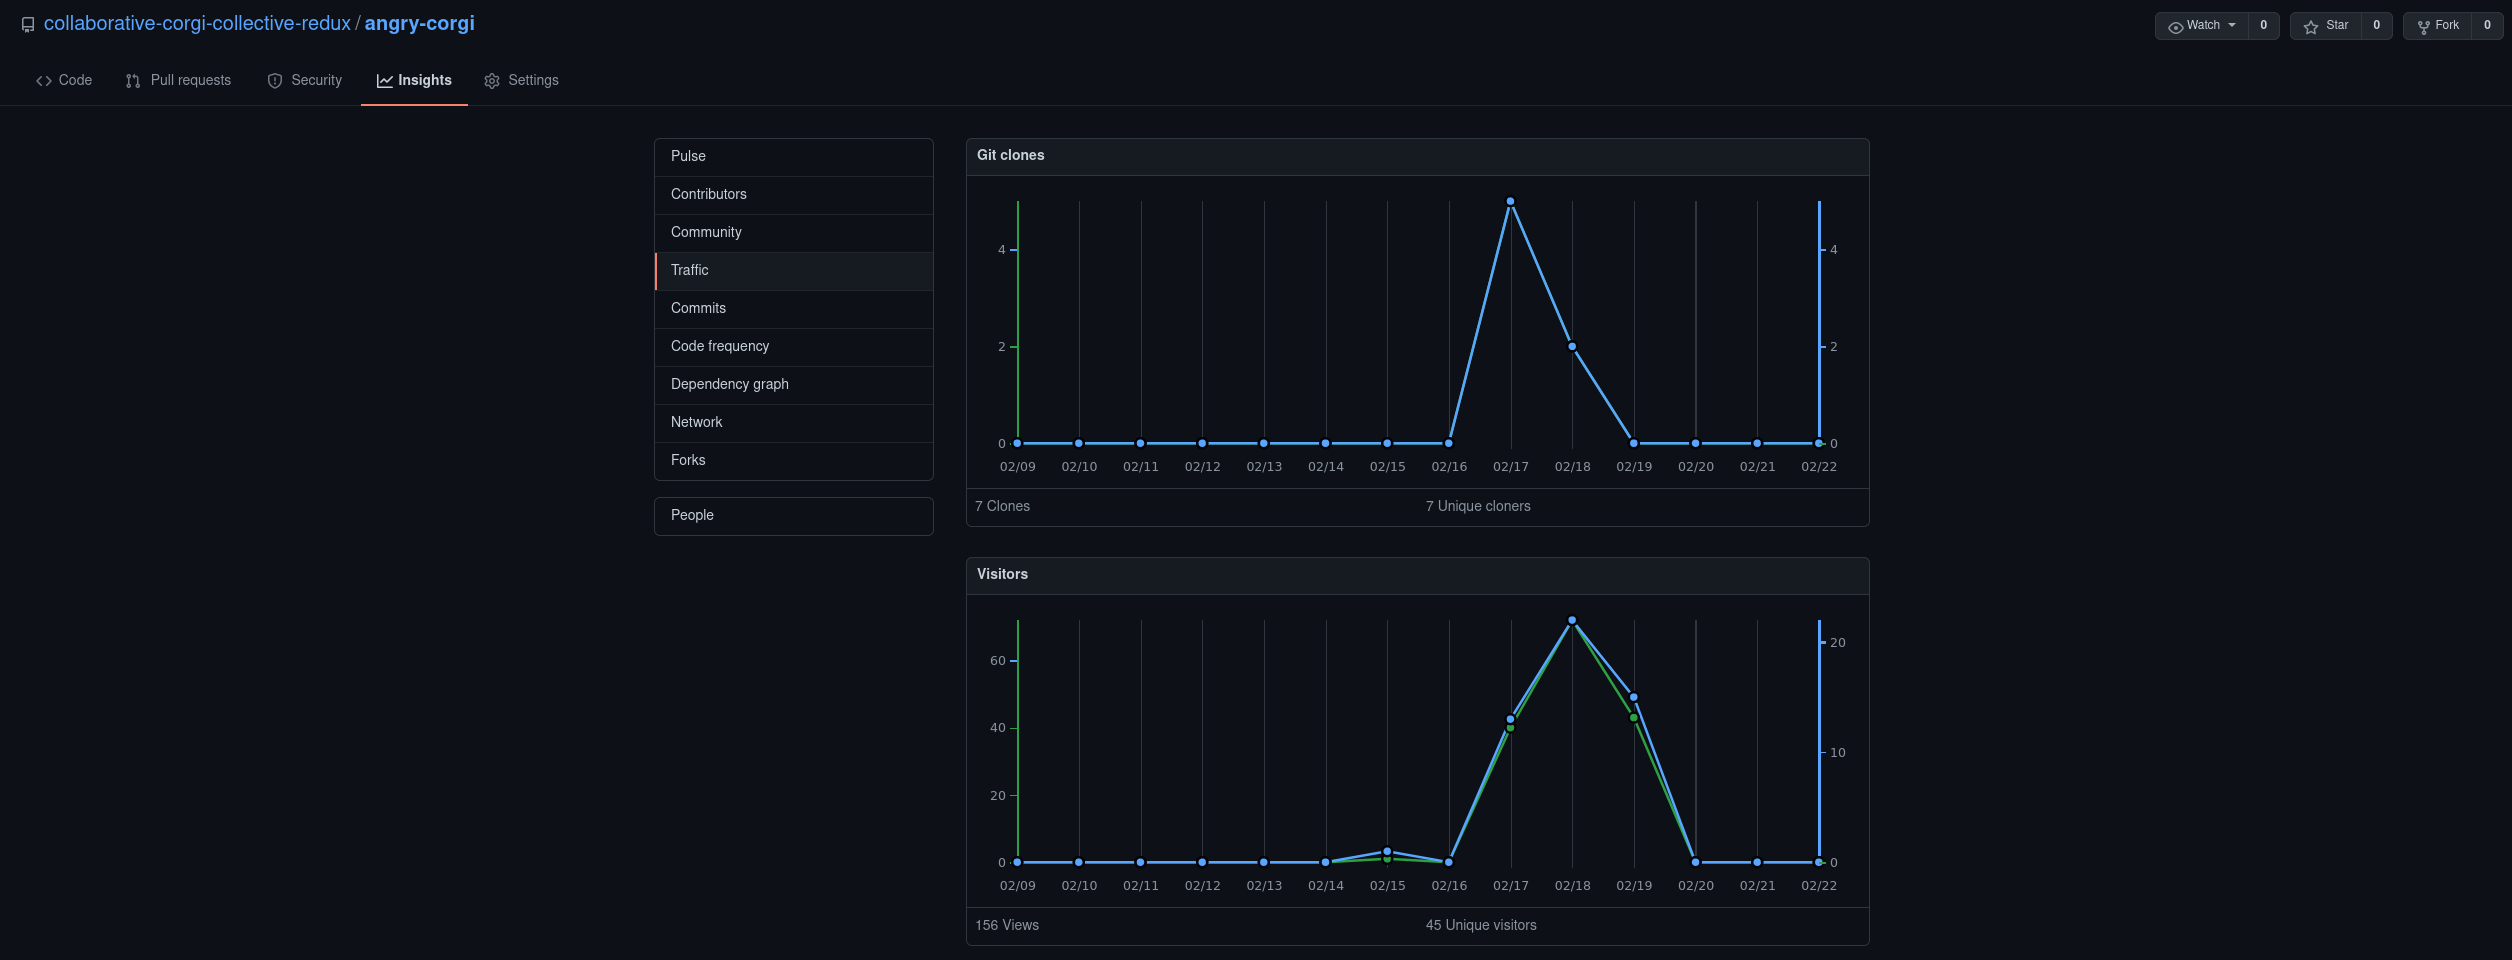 collaborative-corgi-collective-redux / angry-corgi
Watch 0 Star 0 Fork 0
Code Pull requests Security Insights Settings
Pulse
Contributors
Community
Traffic
Commits
Code frequency
Dependency graph
Network
Forks
People
Git clones
4 4
2 2
0 0
02/09 02/10 02/11 02/12 02/13 02/14 02/15 02/16 02/17 02/18 02/19 02/20 02/21 02/22
7 Clones 7 Unique cloners
Visitors
20
60
40
10
20
0 0
02/09 02/10 02/11 02/12 02/13 02/14 02/15 02/16 02/17 02/18 02/19 02/20 02/21 02/22
156 Views 45 Unique visitors